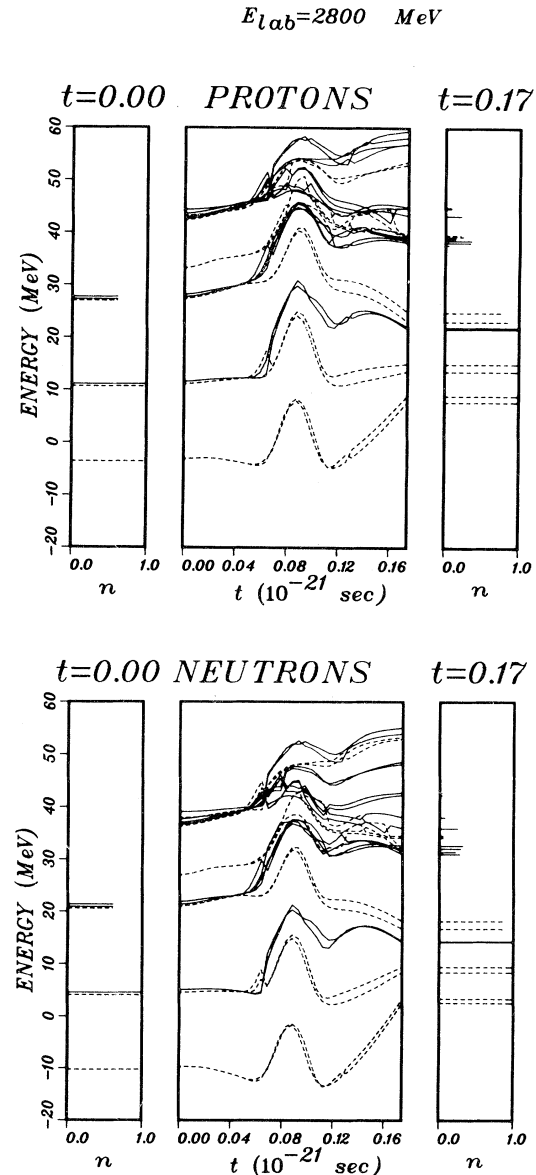 E_lab=2800 MeV
t=0.00 PROTONS t=0.17
ENERGY (MeV)
60
50
40
30
20
10
0
-10
-20
0.0 1.0
n
0.00 0.04 0.08 0.12 0.16
t (10^-21 sec)
0.0 1.0
n
t=0.00 NEUTRONS t=0.17
ENERGY (MeV)
60
50
40
30
20
10
0
-10
-20
0.0 1.0
n
0.00 0.04 0.08 0.12 0.16
t (10^-21 sec)
0.0 1.0
n